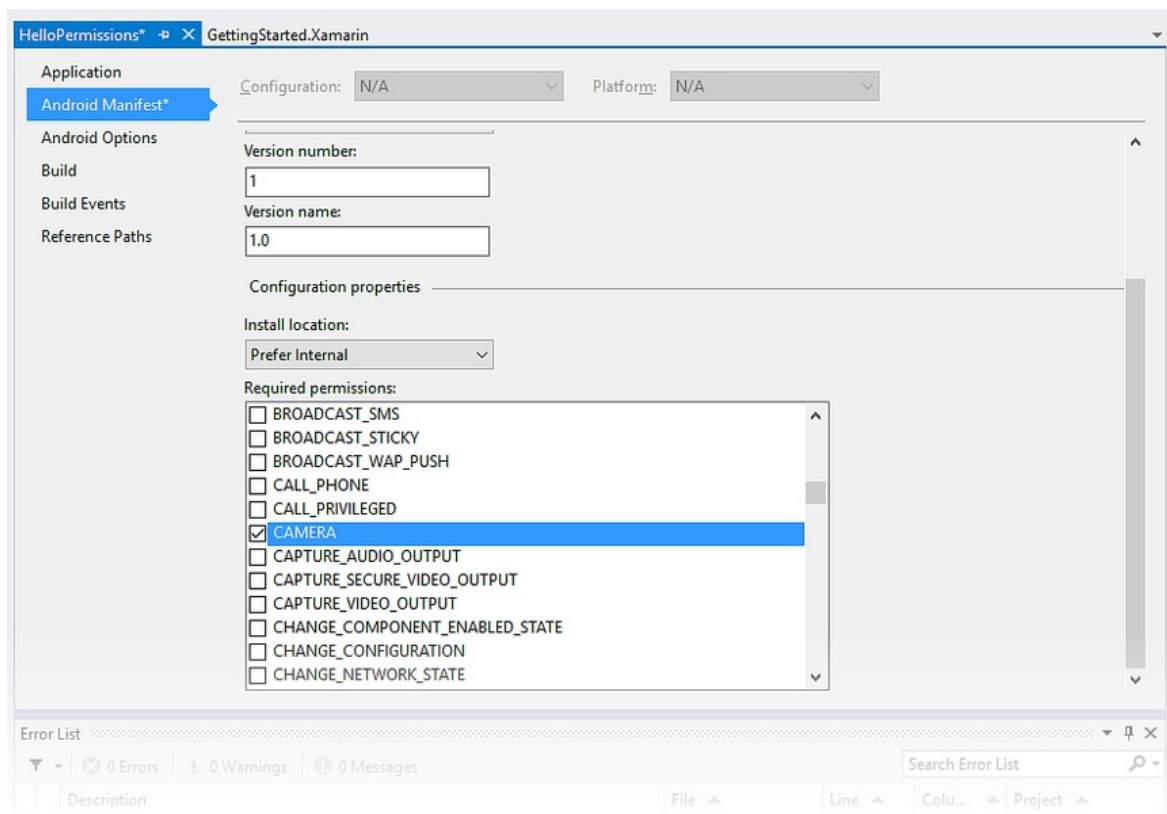 HelloPermissions* GettingStarted.Xamarin
Application
Android Manifest*
Android Options
Build
Build Events
Reference Paths
Configuration: N/A Platform: N/A
Version number:
1
Version name:
1.0
Configuration properties
Install location:
Prefer Internal
Required permissions:
BROADCAST_SMS
BROADCAST_STICKY
BROADCAST_WAP_PUSH
CALL_PHONE
CALL_PRIVILEGED
CAMERA
CAPTURE_AUDIO_OUTPUT
CAPTURE_SECURE_VIDEO_OUTPUT
CAPTURE_VIDEO_OUTPUT
CHANGE_COMPONENT_ENABLED_STATE
CHANGE_CONFIGURATION
CHANGE_NETWORK_STATE
Error List
0 Errors 0 Warnings 0 Messages Search Error List
Description File Line Colu... Project